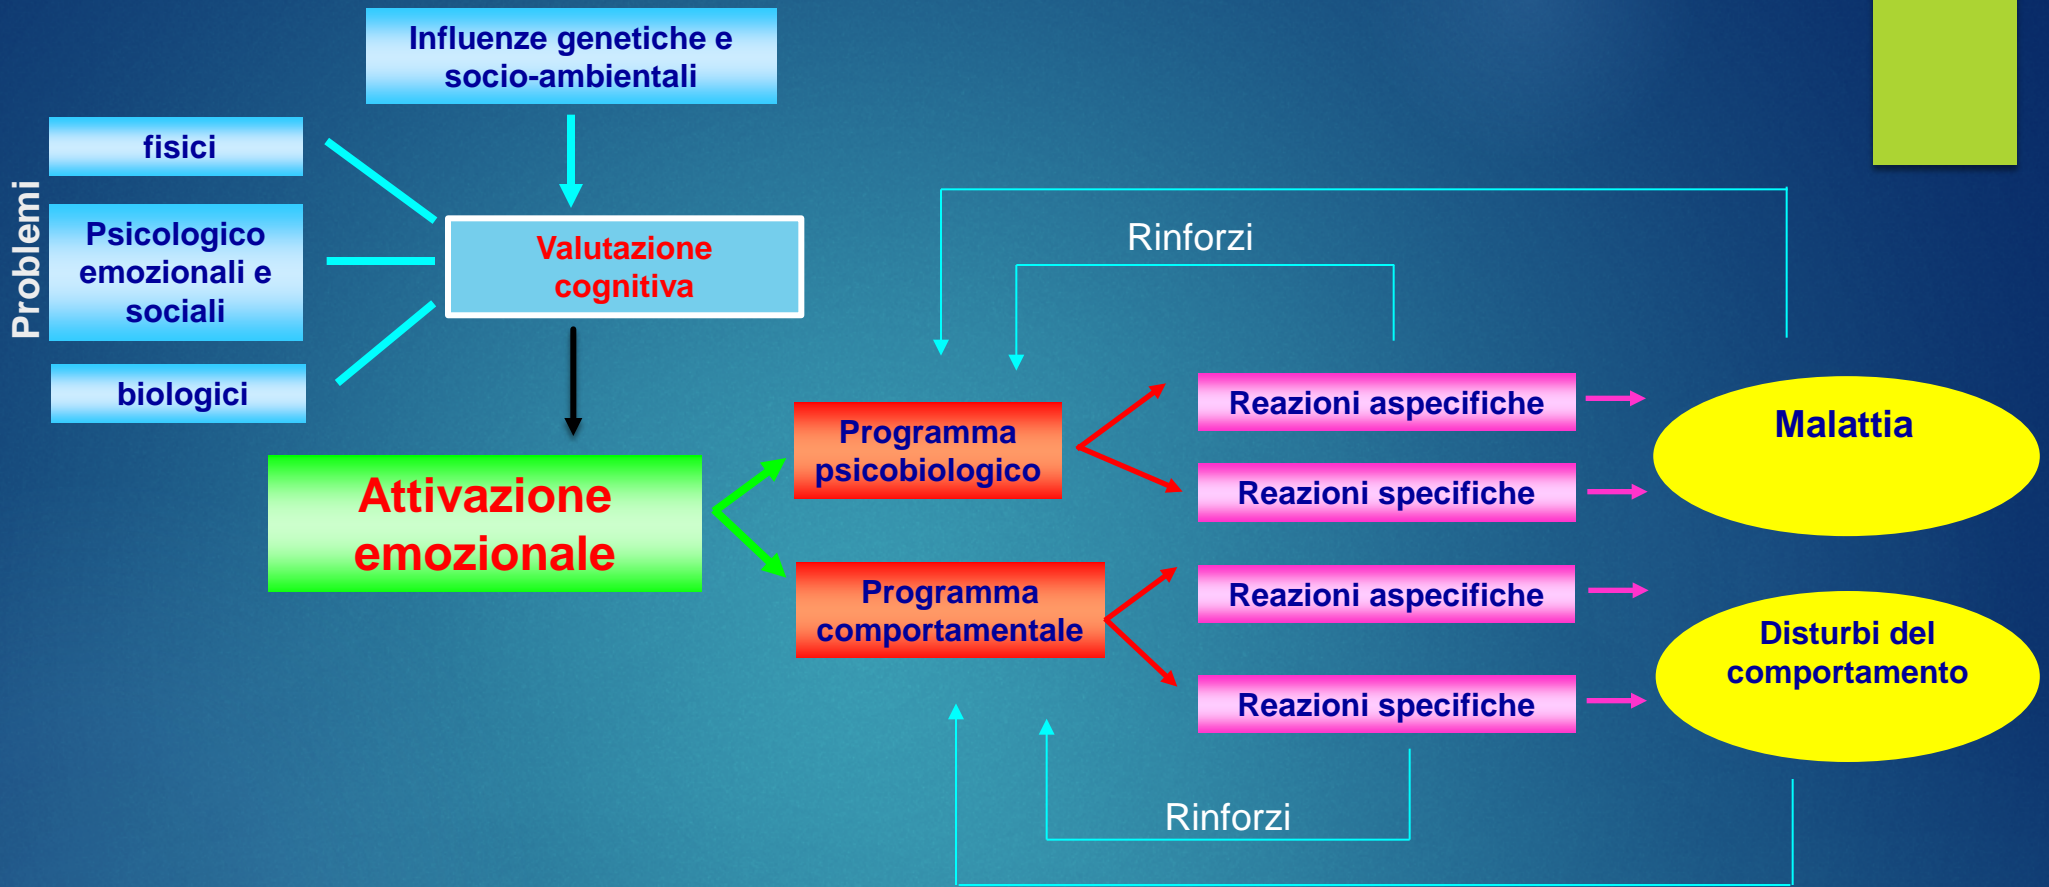 Influenze genetiche e
socio-ambientali
Problemi
fisici
Psicologico
emozionali e
sociali
biologici
Valutazione
cognitiva
Rinforzi
Attivazione
emozionale
Programma
psicobiologico
Programma
comportamentale
Reazioni aspecifiche
Reazioni specifiche
Reazioni aspecifiche
Reazioni specifiche
Malattia
Disturbi del
comportamento
Rinforzi